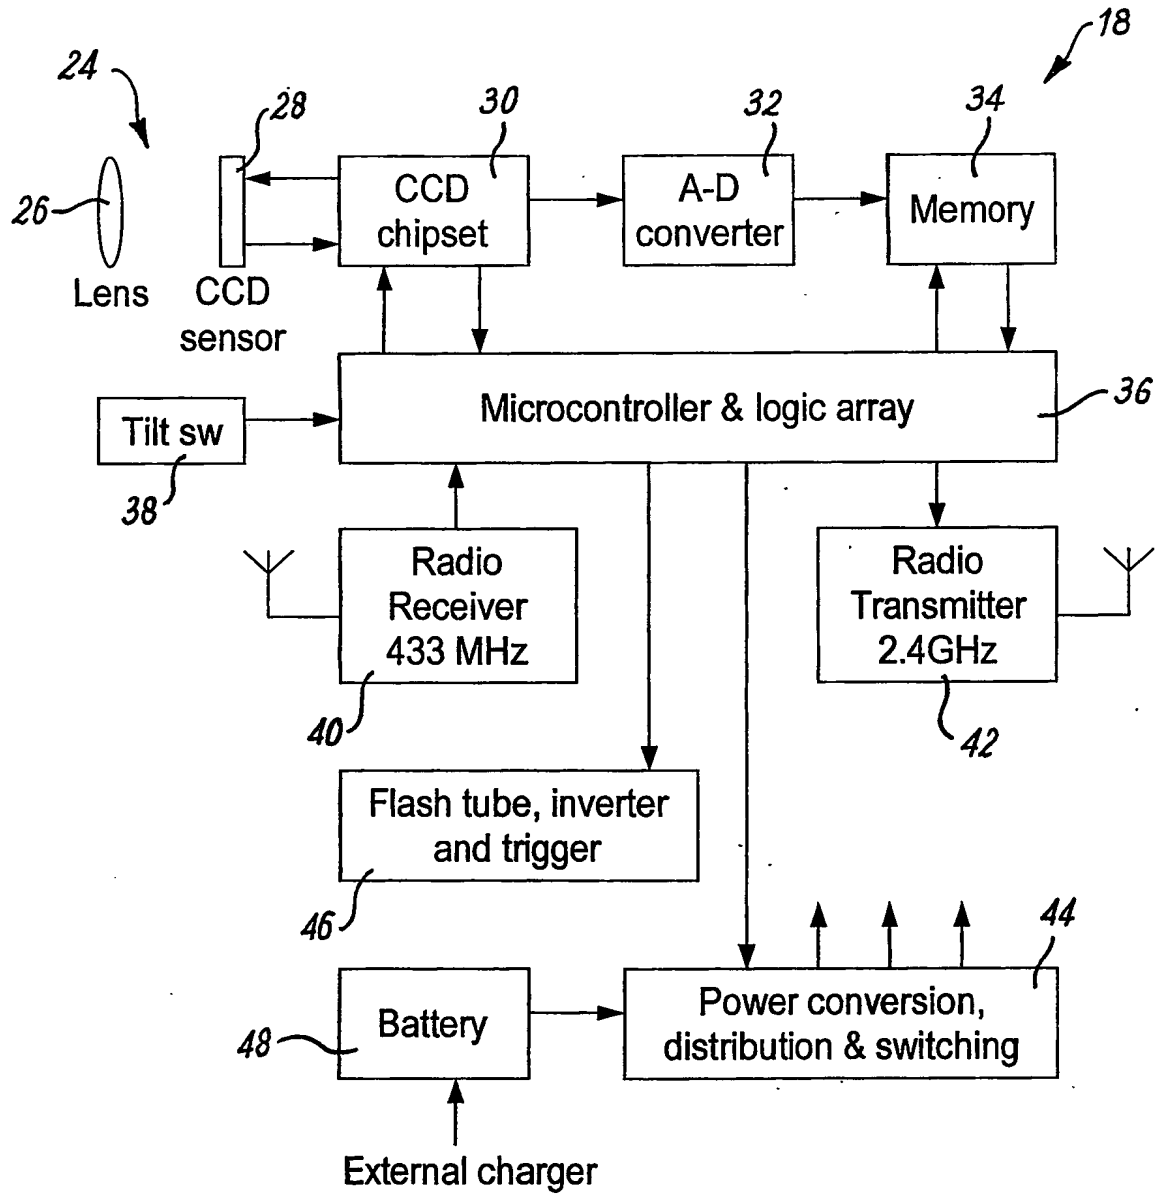 18
24
28
30
32
34
CCD
chipset
A-D
converter
Memory
26
Lens
CCD
sensor
Microcontroller & logic array
36
Tilt sw
38
Radio
Receiver
433 MHz
40
Radio
Transmitter
2.4GHz
42
Flash tube, inverter
and trigger
46
44
Battery
48
Power conversion,
distribution & switching
External charger